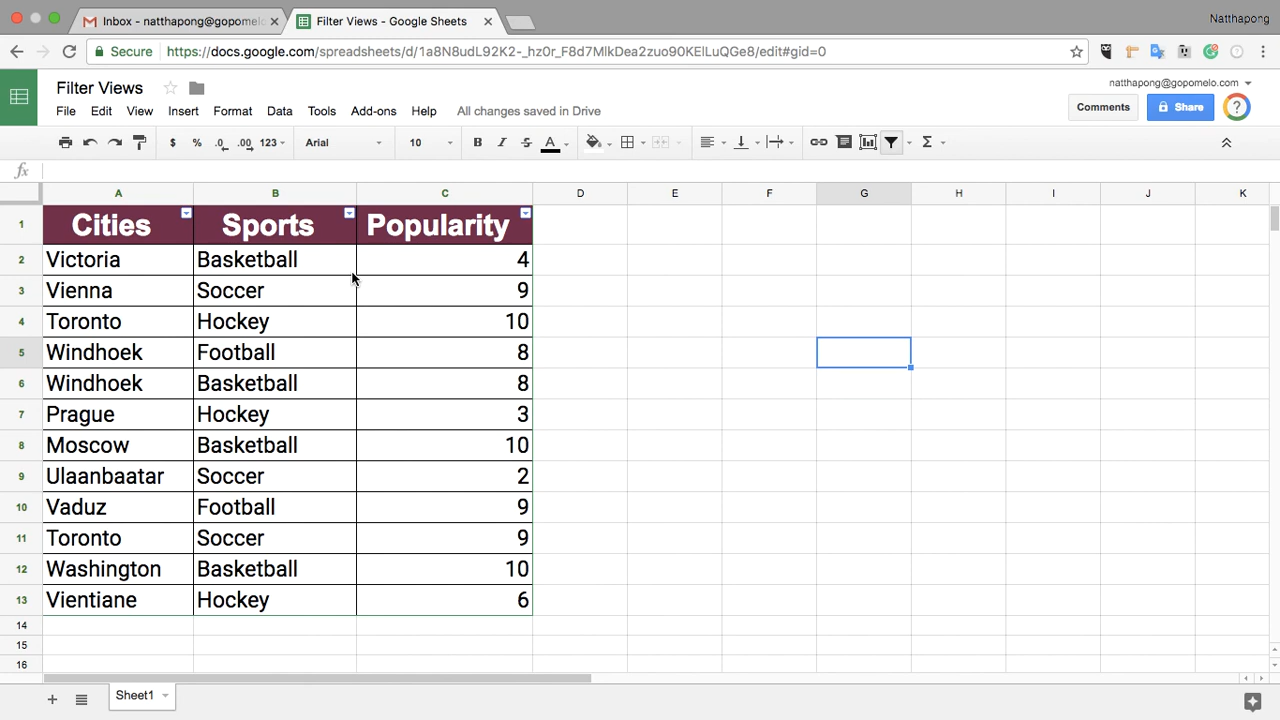 Inbox - natthapong@gopomel
Filter Views - Google Sheets
Natthapong
Secure
https://docs.google.com/spreadsheets/d/1a8N8udL92K2-_hz0r_F8d7MlkDea2zuo90KElLuQGe8/edit#gid=0
Filter Views
natthapong@gopomelo.com
File Edit View Insert Format Data Tools Add-ons Help All changes saved in Drive
Comments
Share
$ % .0 .00 123 Arial 10 B I S A Σ
fx
A B C D E F G H I J K
1 Cities Sports Popularity
2 Victoria Basketball 4
3 Vienna Soccer 9
4 Toronto Hockey 10
5 Windhoek Football 8
6 Windhoek Basketball 8
7 Prague Hockey 3
8 Moscow Basketball 10
9 Ulaanbaatar Soccer 2
10 Vaduz Football 9
11 Toronto Soccer 9
12 Washington Basketball 10
13 Vientiane Hockey 6
14
15
16
Sheet1